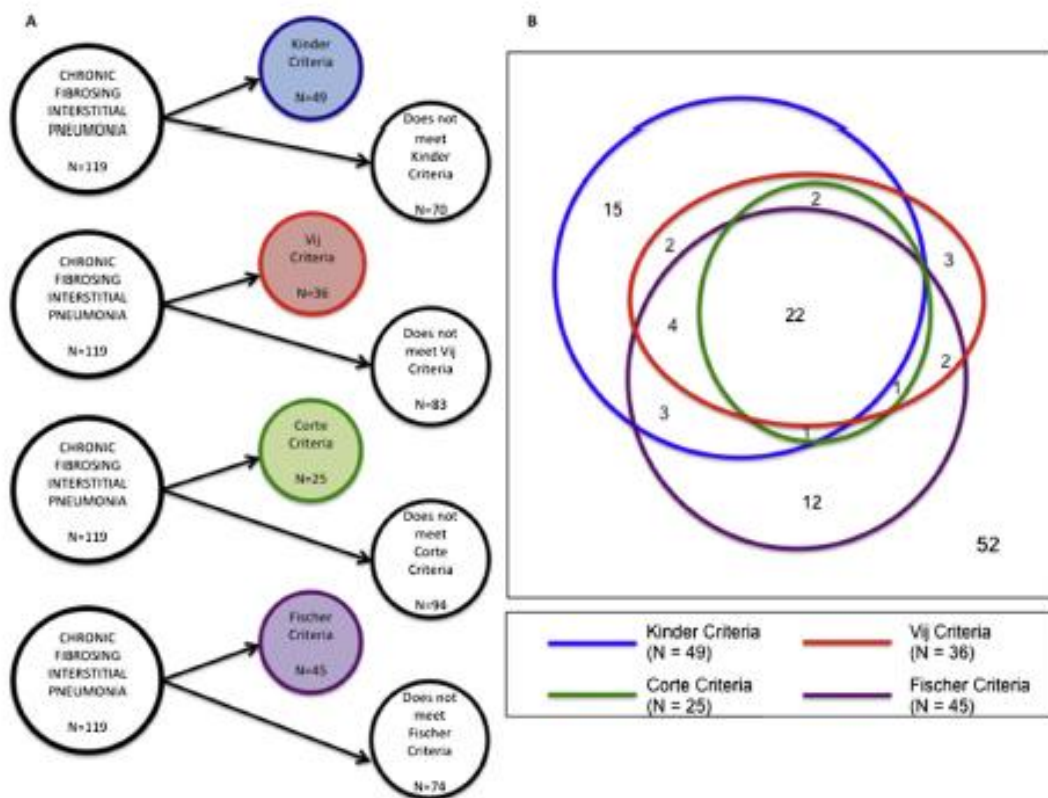 A
CHRONIC
FIBROSING
INTERSTITIAL
PNEUMONIA
N=119
Kinder
Criteria
N=49
Does not
meet
Kinder
Criteria
N=70
CHRONIC
FIBROSING
INTERSTITIAL
PNEUMONIA
N=119
Vij
Criteria
N=36
Does not
meet Vij
Criteria
N=83
CHRONIC
FIBROSING
INTERSTITIAL
PNEUMONIA
N=119
Corte
Criteria
N=25
Does not
meet
Corte
Criteria
N=94
CHRONIC
FIBROSING
INTERSTITIAL
PNEUMONIA
N=119
Fischer
Criteria
N=45
Does not
meet
Fischer
Criteria
N=74
B
2
15
2
3
4
22
2
1
3
1
12
52
Kinder Criteria
(N = 49)
Vij Criteria
(N = 36)
Corte Criteria
(N = 25)
Fischer Criteria
(N = 45)